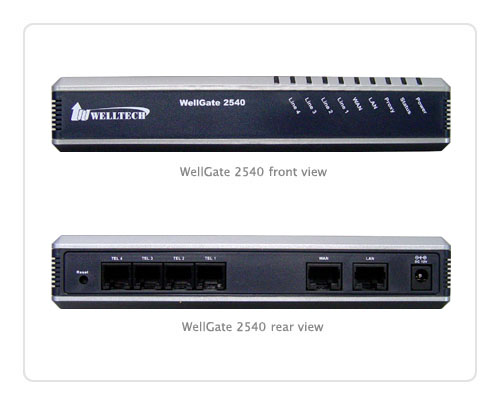 WELLTECH
WellGate 2540
Line 4
Line 3
Line 2
Line 1
WAN
LAN
Proxy
Status
Power
WellGate 2540 front view
Reset
TEL 4
TEL 3
TEL 2
TEL 1
WAN
LAN
DC 12V
WellGate 2540 rear view